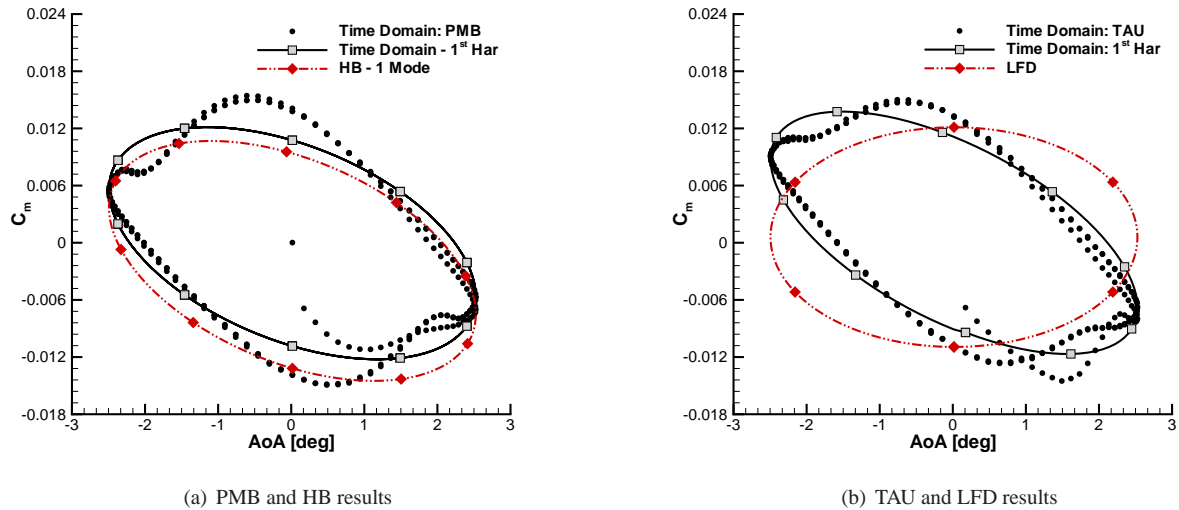 0.024
0.018
0.012
0.006
0
-0.006
-0.012
-0.018
C_m
-3 -2 -1 0 1 2 3
AoA [deg]
Time Domain: PMB
Time Domain - 1st Har
HB - 1 Mode
(a) PMB and HB results
0.024
0.018
0.012
0.006
0
-0.006
-0.012
-0.018
C_m
-3 -2 -1 0 1 2 3
AoA [deg]
Time Domain: TAU
Time Domain: 1st Har
LFD
(b) TAU and LFD results